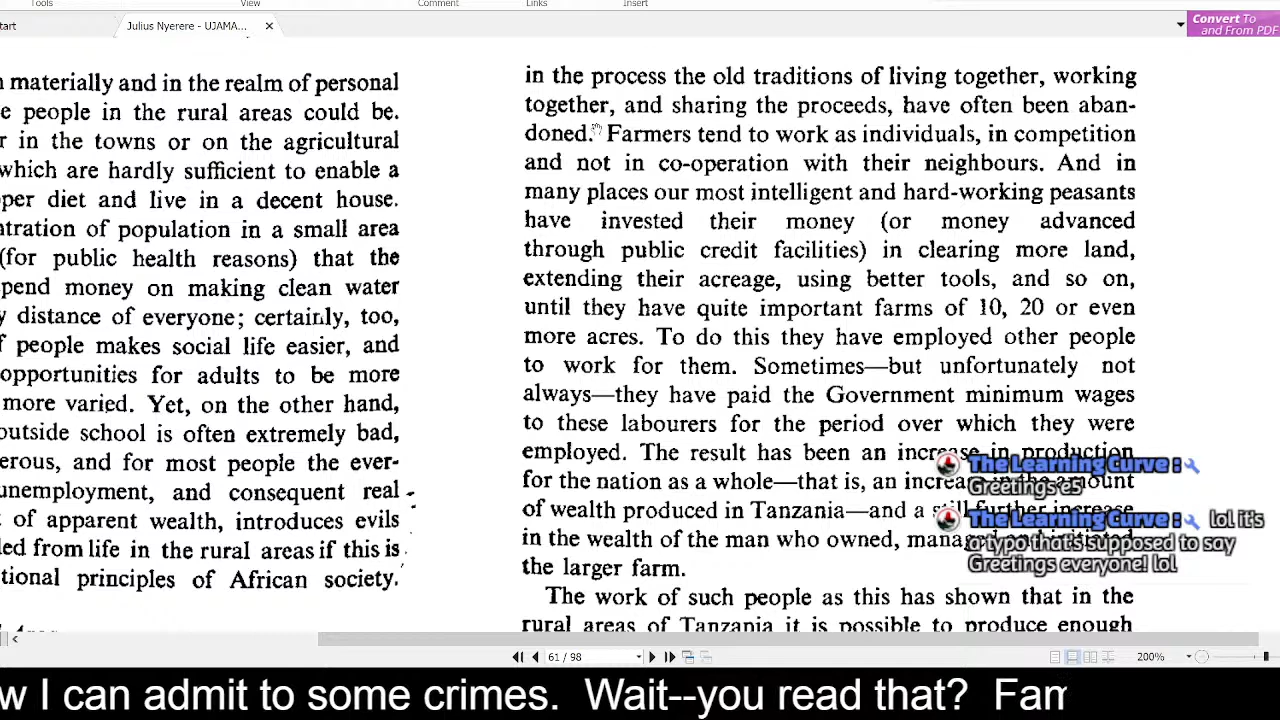 Tools View Comment Links Insert
tart
Julius Nyerere - UJAMA...
Convert To
and From PDF
materially and in the realm of personal
e people in the rural areas could be.
r in the towns or on the agricultural
which are hardly sufficient to enable a
per diet and live in a decent house.
tration of population in a small area
(for public health reasons) that the
pend money on making clean water
y distance of everyone; certainly, too,
f people makes social life easier, and
opportunities for adults to be more
more varied. Yet, on the other hand,
outside school is often extremely bad,
erous, and for most people the ever-
unemployment, and consequent real
of apparent wealth, introduces evils
led from life in the rural areas if this is
tional principles of African society.
in the process the old traditions of living together, working
together, and sharing the proceeds, have often been aban-
doned. Farmers tend to work as individuals, in competition
and not in co-operation with their neighbours. And in
many places our most intelligent and hard-working peasants
have invested their money (or money advanced
through public credit facilities) in clearing more land,
extending their acreage, using better tools, and so on,
until they have quite important farms of 10, 20 or even
more acres. To do this they have employed other people
to work for them. Sometimes—but unfortunately not
always—they have paid the Government minimum wages
to these labourers for the period over which they were
employed. The result has been an increase in production
for the nation as a whole—that is, an increase in the amount
of wealth produced in Tanzania—and a still further increase
in the wealth of the man who owned, managed
the larger farm.
The work of such people as this has shown that in the
rural areas of Tanzania it is possible to produce enough
The Learning Curve :
Greetings e5
The Learning Curve : lol it's
a typo that's supposed to say
Greetings everyone! lol
61 / 98
200%
w I can admit to some crimes. Wait--you read that? Fam